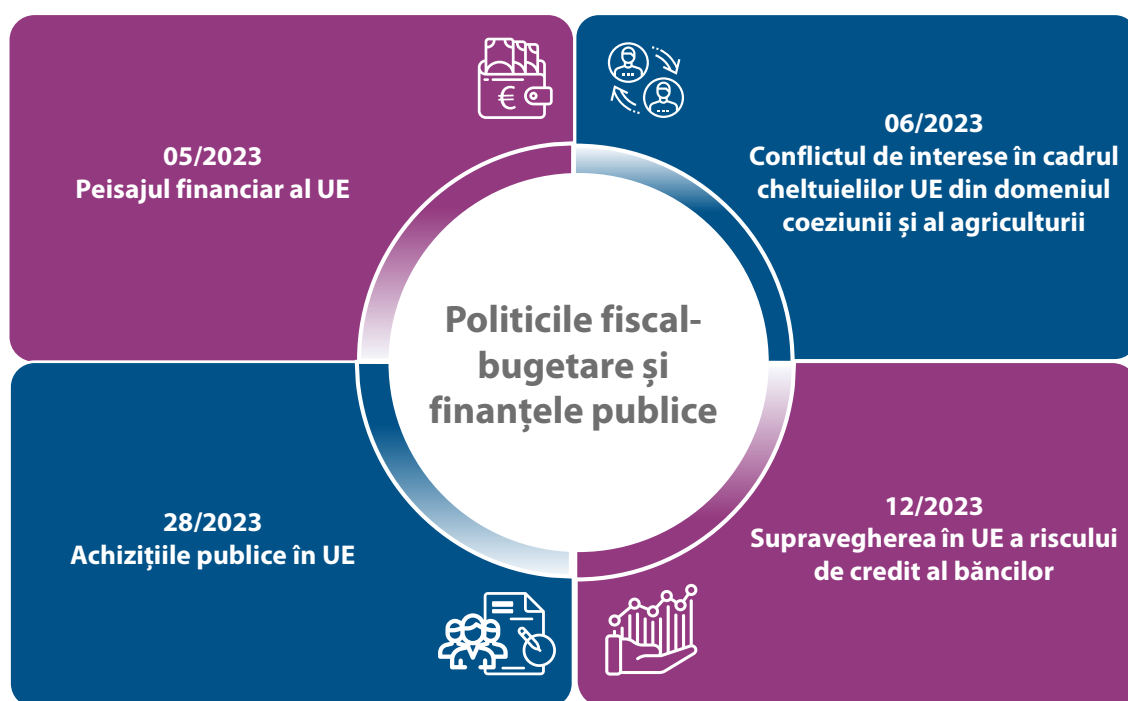 05/2023
Peisajul financiar al UE
06/2023
Conflictul de interese în cadrul
cheltuielilor UE din domeniul
coeziunii și al agriculturii
Politicile fiscal-
bugetare și
finanțele publice
28/2023
Achizițiile publice în UE
12/2023
Supravegherea în UE a riscului
de credit al băncilor